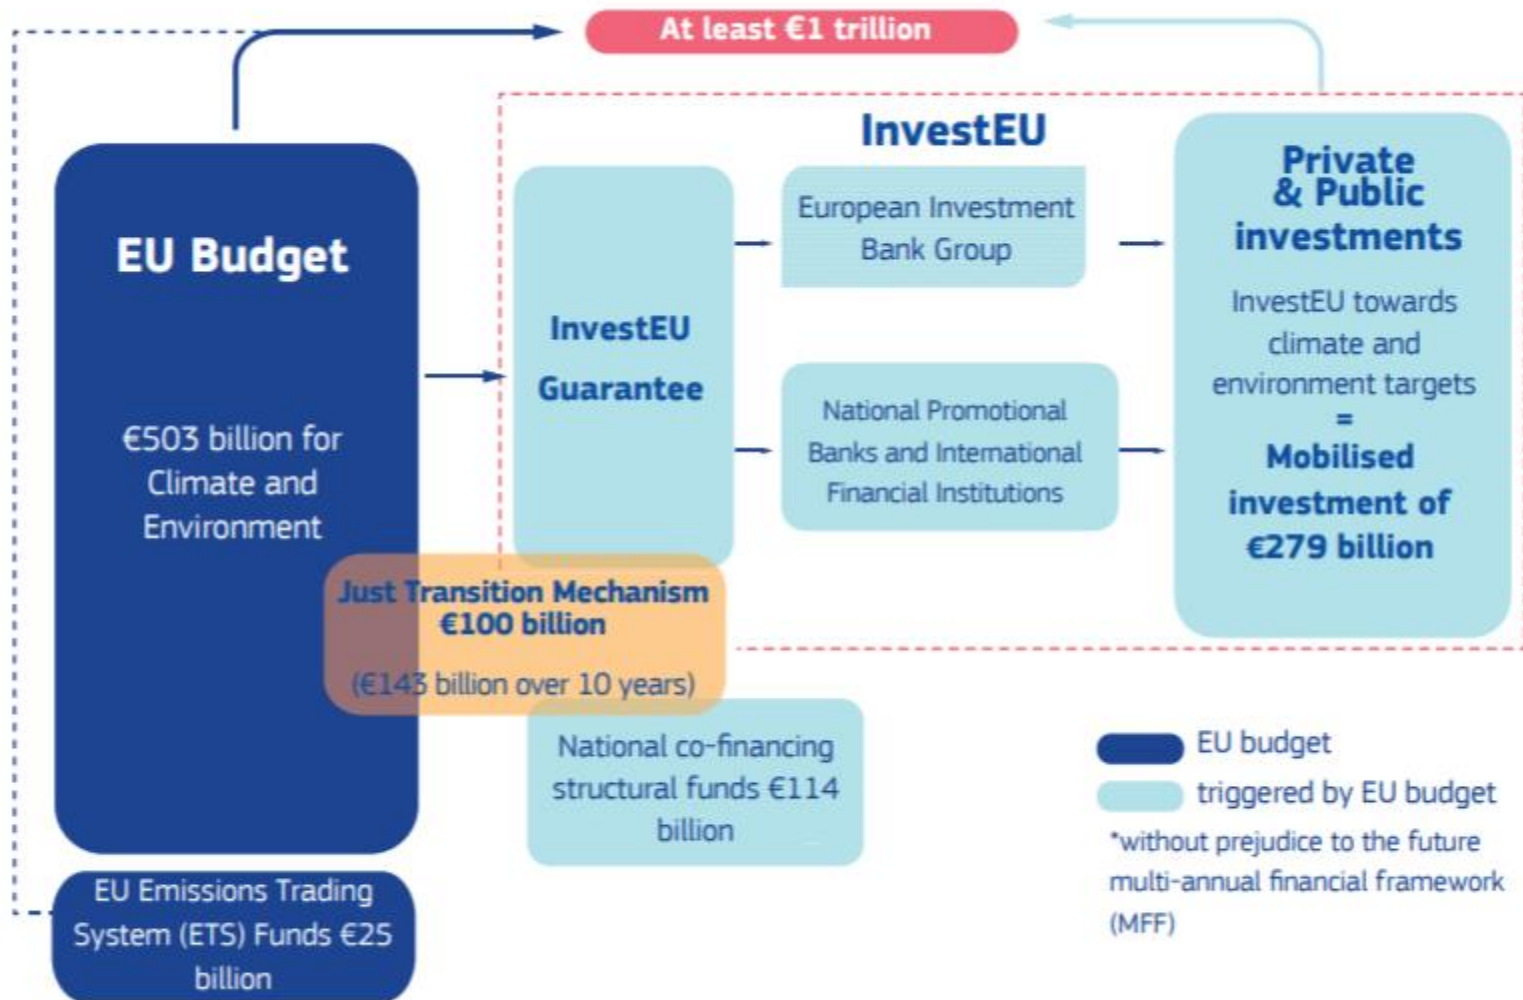 At least €1 trillion
EU Budget
€503 billion for
Climate and
Environment
InvestEU
InvestEU
Guarantee
European Investment
Bank Group
National Promotional
Banks and International
Financial Institutions
Private
& Public
investments
InvestEU towards
climate and
environment targets
=
Mobilised
investment of
€279 billion
Just Transition Mechanism
€100 billion
(€143 billion over 10 years)
National co-financing
structural funds €114
billion
EU Emissions Trading
System (ETS) Funds €25
billion
EU budget
triggered by EU budget
*without prejudice to the future
multi-annual financial framework
(MFF)